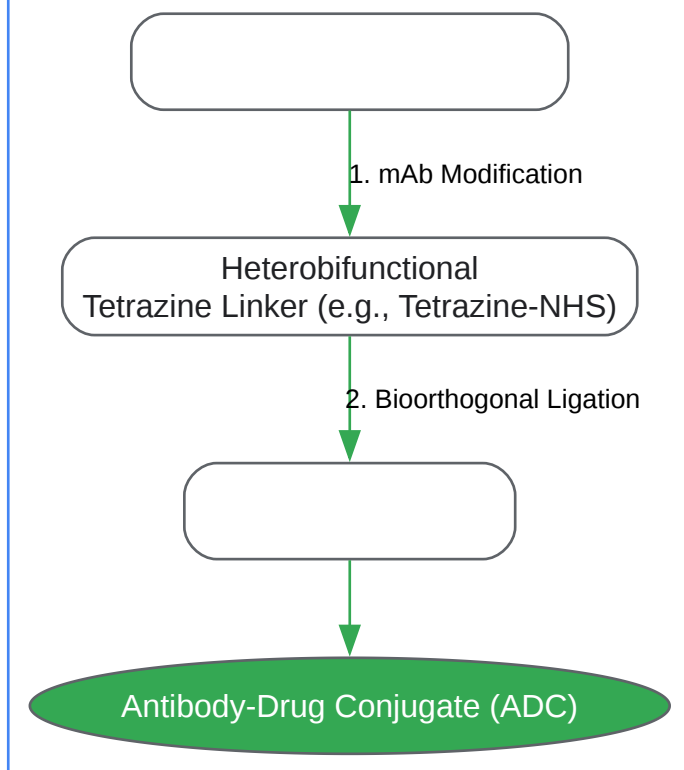 1. mAb Modification
Heterobifunctional
Tetrazine Linker (e.g., Tetrazine-NHS)
2. Bioorthogonal Ligation
Antibody-Drug Conjugate (ADC)